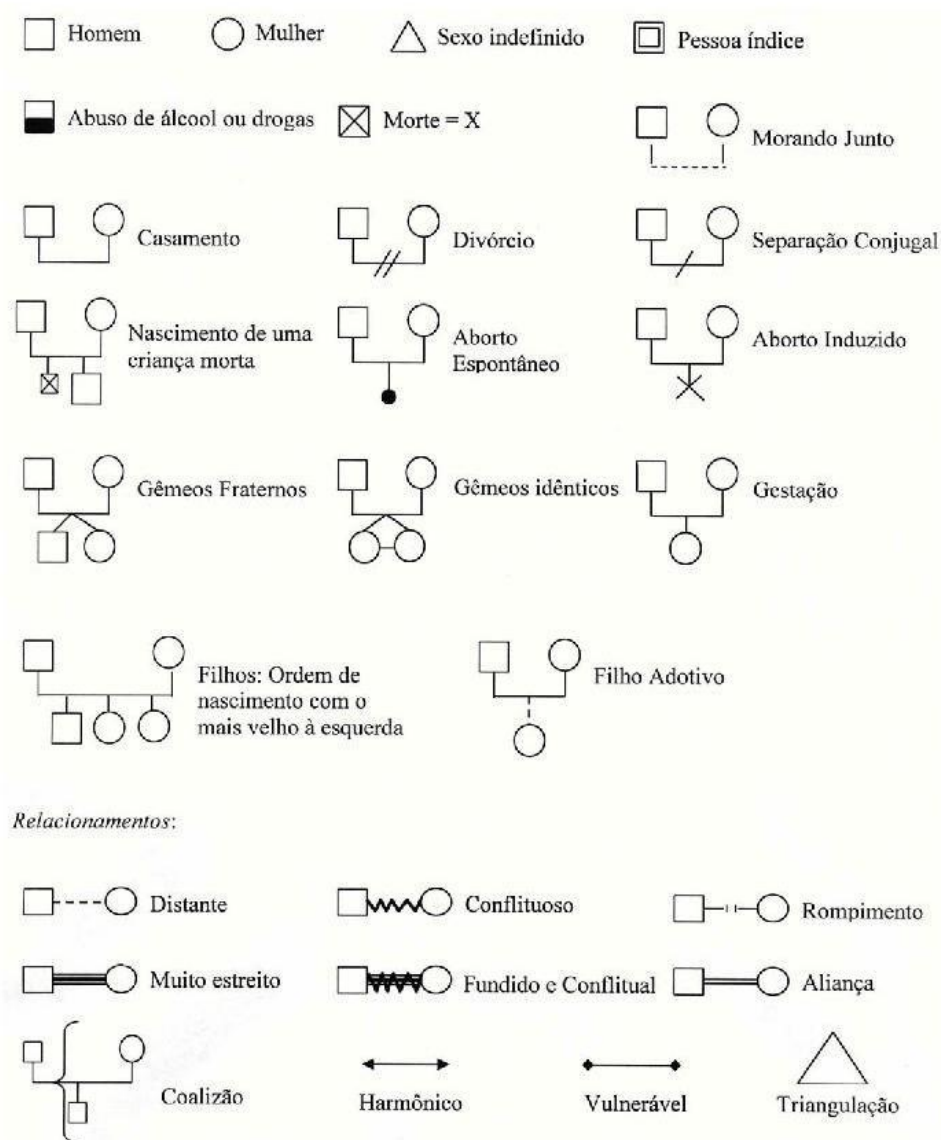 Homem
Mulher
Sexo indefinido
Pessoa índice
Abuso de álcool ou drogas
Morte = X
Morando Junto
Casamento
Divórcio
Separação Conjugal
Nascimento de uma
criança morta
Aborto
Espontâneo
Aborto Induzido
Gêmeos Fraternos
Gêmeos idênticos
Gestação
Filhos: Ordem de
nascimento com o
mais velho à esquerda
Filho Adotivo
Relacionamentos:
Distante
Conflituoso
Rompimento
Muito estreito
Fundido e Conflitual
Aliança
Coalizão
Harmônico
Vulnerável
Triangulação